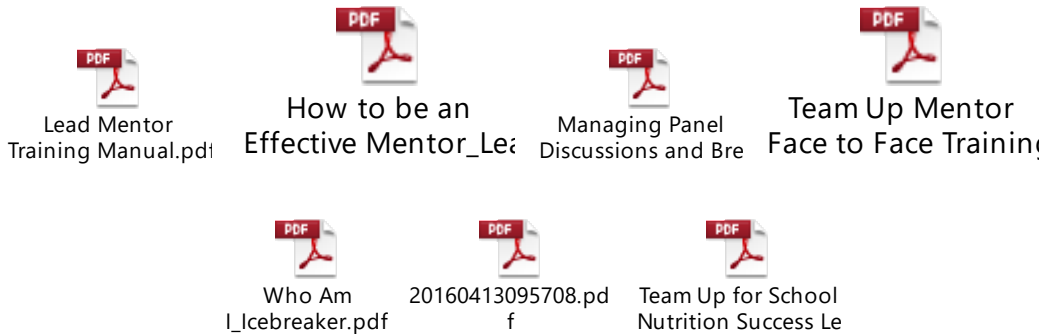 PDF
Lead Mentor
Training Manual.pdf
PDF
How to be an
Effective Mentor_Lea
PDF
Managing Panel
Discussions and Bre
PDF
Team Up Mentor
Face to Face Training
PDF
Who Am
I_Icebreaker.pdf
PDF
20160413095708.pd
f
PDF
Team Up for School
Nutrition Success Le